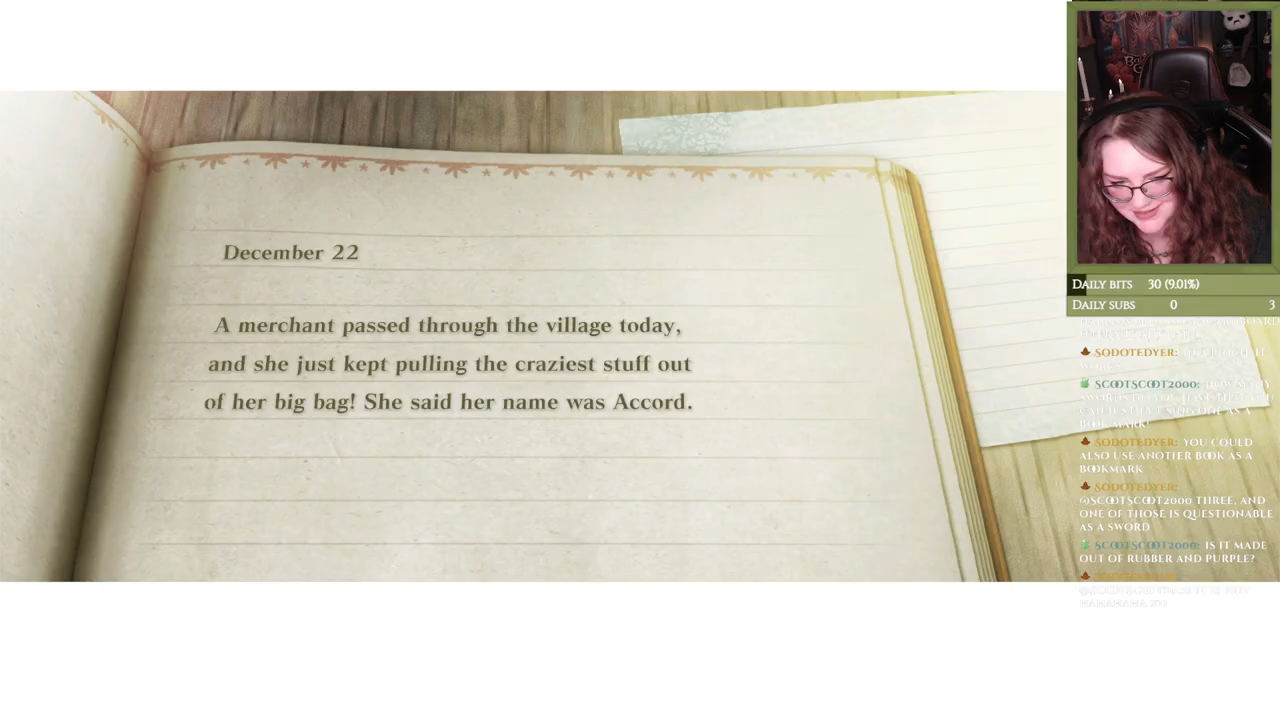 December 22
A merchant passed through the village today,
and she just kept pulling the craziest stuff out
of her big bag! She said her name was Accord.
DAILY BITS 30 (9.01%)
DAILY SUBS 0 3
SODOTEDYER:
SCOOTSCOOT2000:
BOOK MARK!
SODOTEDYER: YOU COULD
ALSO USE ANOTHER BOOK AS A
BOOKMARK
SODOTEDYER:
@SCOOTSCOOT2000 THREE, AND
ONE OF THOSE IS QUESTIONABLE
AS A SWORD
SCOOTSCOOT2000: IS IT MADE
OUT OF RUBBER AND PURPLE?